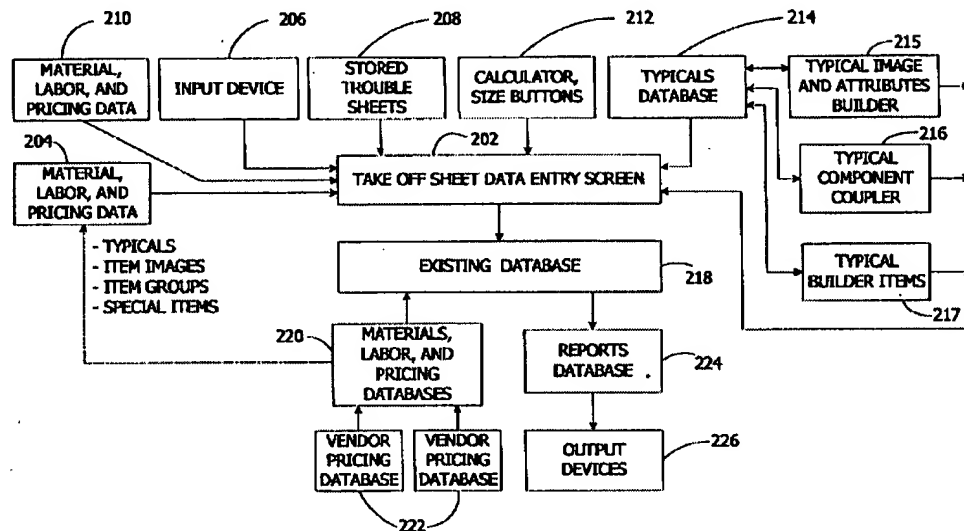 210
206
208
212
214
215
MATERIAL,
LABOR, AND
PRICING DATA
INPUT DEVICE
STORED
TROUBLE
SHEETS
CALCULATOR,
SIZE BUTTONS
TYPICALS
DATABASE
TYPICAL IMAGE
AND ATTRIBUTES
BUILDER
204
202
216
MATERIAL,
LABOR, AND
PRICING DATA
TAKE OFF SHEET DATA ENTRY SCREEN
TYPICAL
COMPONENT
COUPLER
- TYPICALS
- ITEM IMAGES
- ITEM GROUPS
- SPECIAL ITEMS
EXISTING DATABASE
218
TYPICAL
BUILDER ITEMS
217
220
MATERIALS,
LABOR, AND
PRICING
DATABASES
REPORTS
DATABASE
224
VENDOR
PRICING
DATABASE
VENDOR
PRICING
DATABASE
OUTPUT
DEVICES
226
222